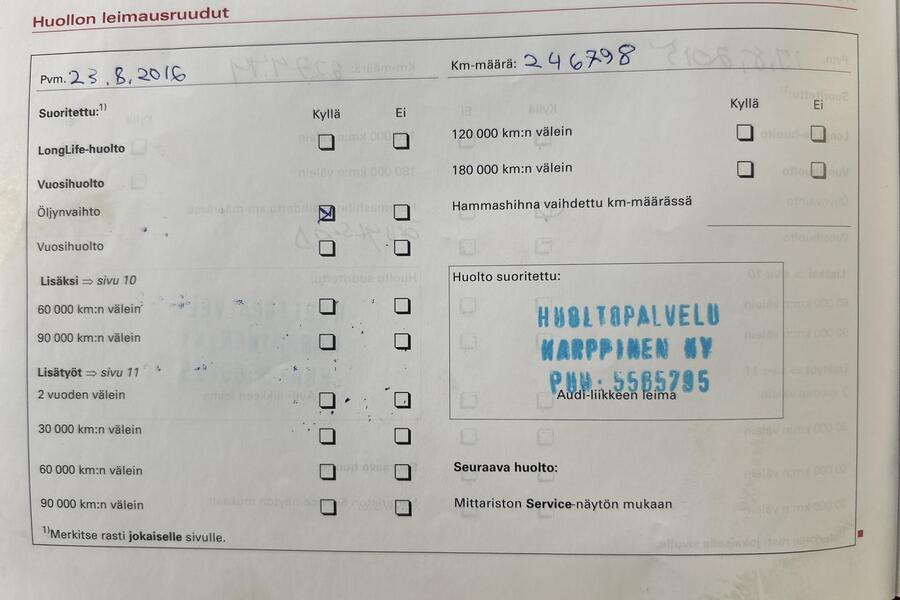 Huollon leimausruudut
Pvm. 23.8.2016
Km-määrä: 246798
Suoritettu:1)
Kyllä Ei
LongLife-huolto
Vuosihuolto
Öljynvaihto
Vuosihuolto
Lisäksi ⇒ sivu 10
60 000 km:n välein
90 000 km:n välein
Lisätyöt ⇒ sivu 11
2 vuoden välein
30 000 km:n välein
60 000 km:n välein
90 000 km:n välein
1)Merkitse rasti jokaiselle sivulle.
Kyllä Ei
120 000 km:n välein
180 000 km:n välein
Hammashihna vaihdettu km-määrässä
Huolto suoritettu:
HUOLTOPALVELU
KARPPINEN KY
PUH. 5565795
Audi-liikkeen leima
Seuraava huolto:
Mittariston Service-näytön mukaan